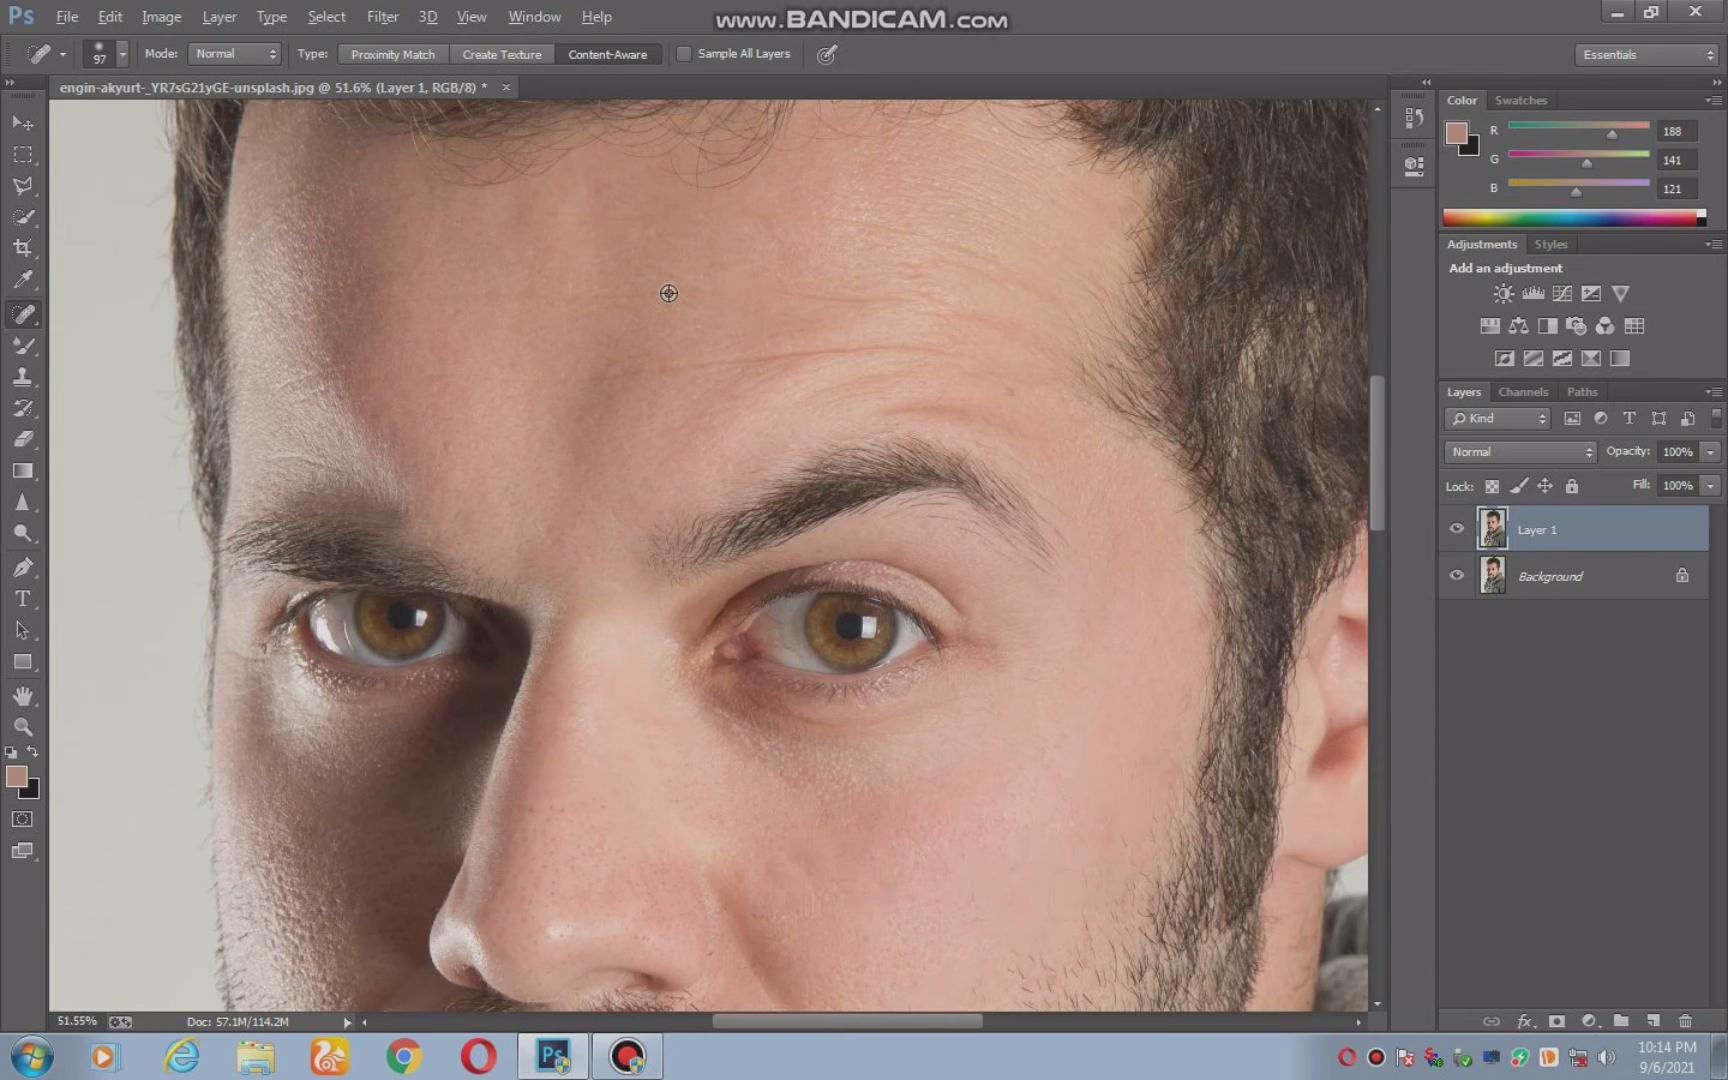 Ps File Edit Image Layer Type Select Filter 3D View Window Help
www.BANDICAM.com
97 Mode: Normal Type: Proximity Match Create Texture Content-Aware Sample All Layers Essentials
engin-akyurt-_YR7sG21yGE-unsplash.jpg @ 51.6% (Layer 1, RGB/8) *
Color Swatches
R 188
G 141
B 121
Adjustments Styles
Add an adjustment
Layers Channels Paths
Kind T
Normal Opacity: 100%
Lock: Fill: 100%
Layer 1
Background
T
fx
51.55% Doc: 57.1M/114.2M
Ps
10:14 PM
9/6/2021